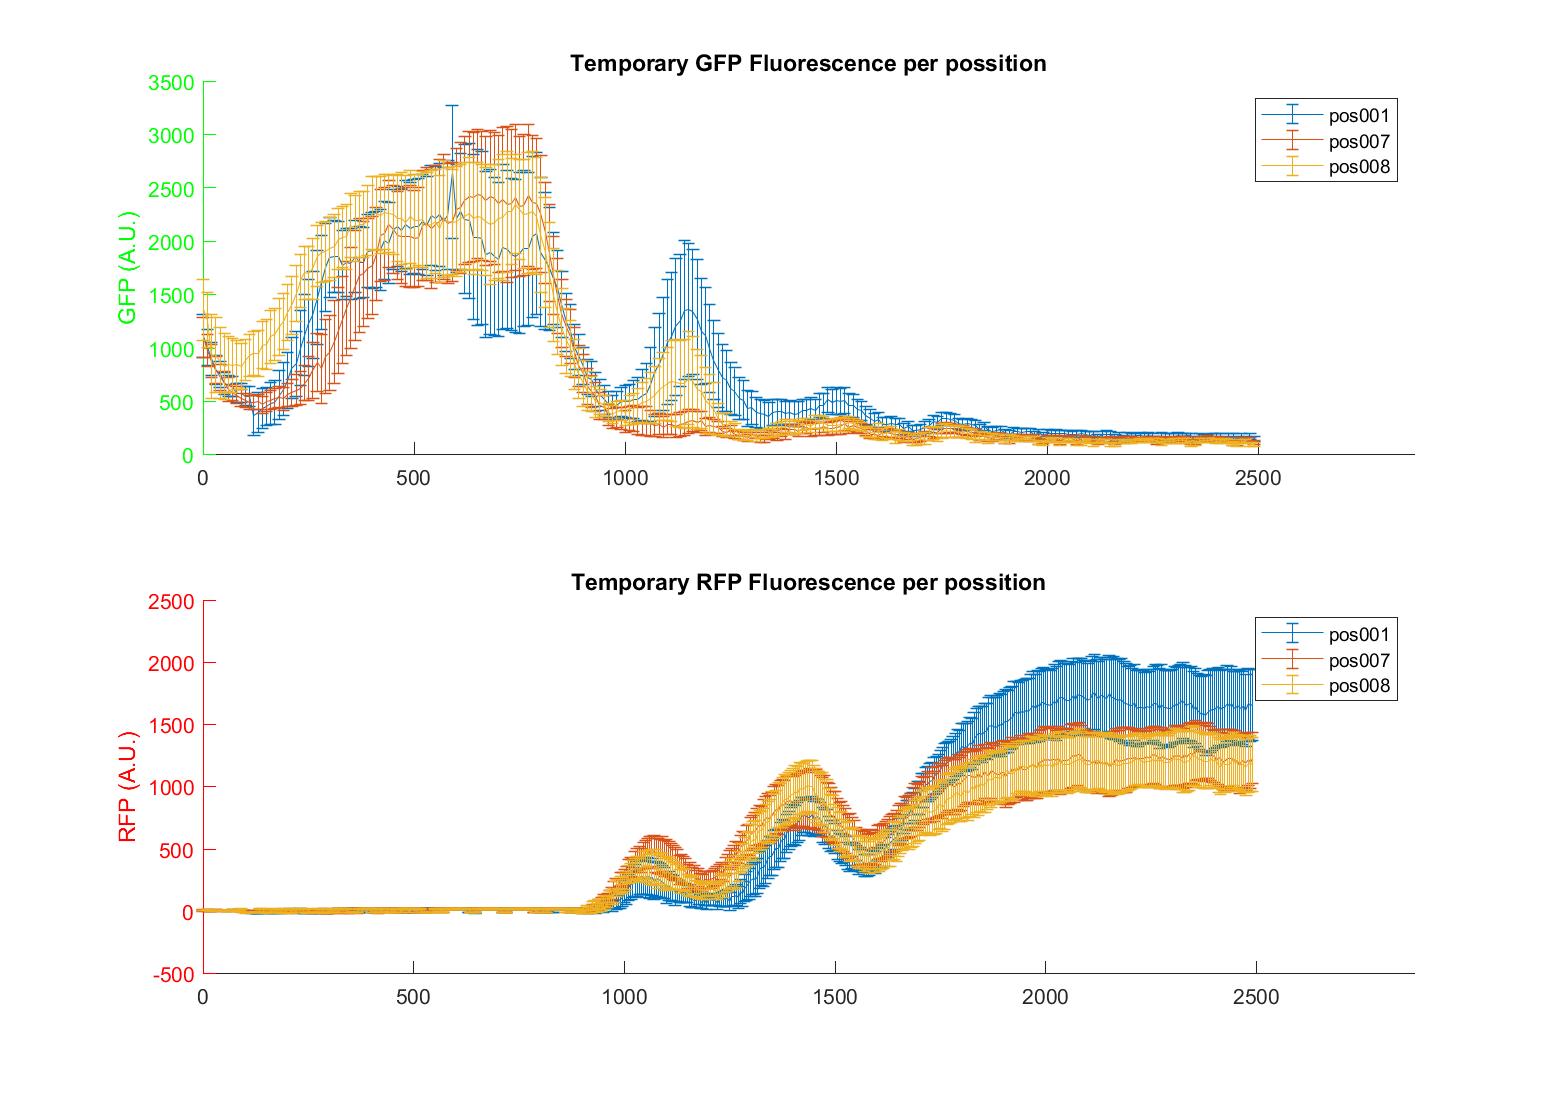 Temporary GFP Fluorescence per possition
GFP (A.U.)
3500
3000
2500
2000
1500
1000
500
0
0 500 1000 1500 2000 2500
pos001
pos007
pos008
Temporary RFP Fluorescence per possition
RFP (A.U.)
2500
2000
1500
1000
500
0
-500
0 500 1000 1500 2000 2500
pos001
pos007
pos008